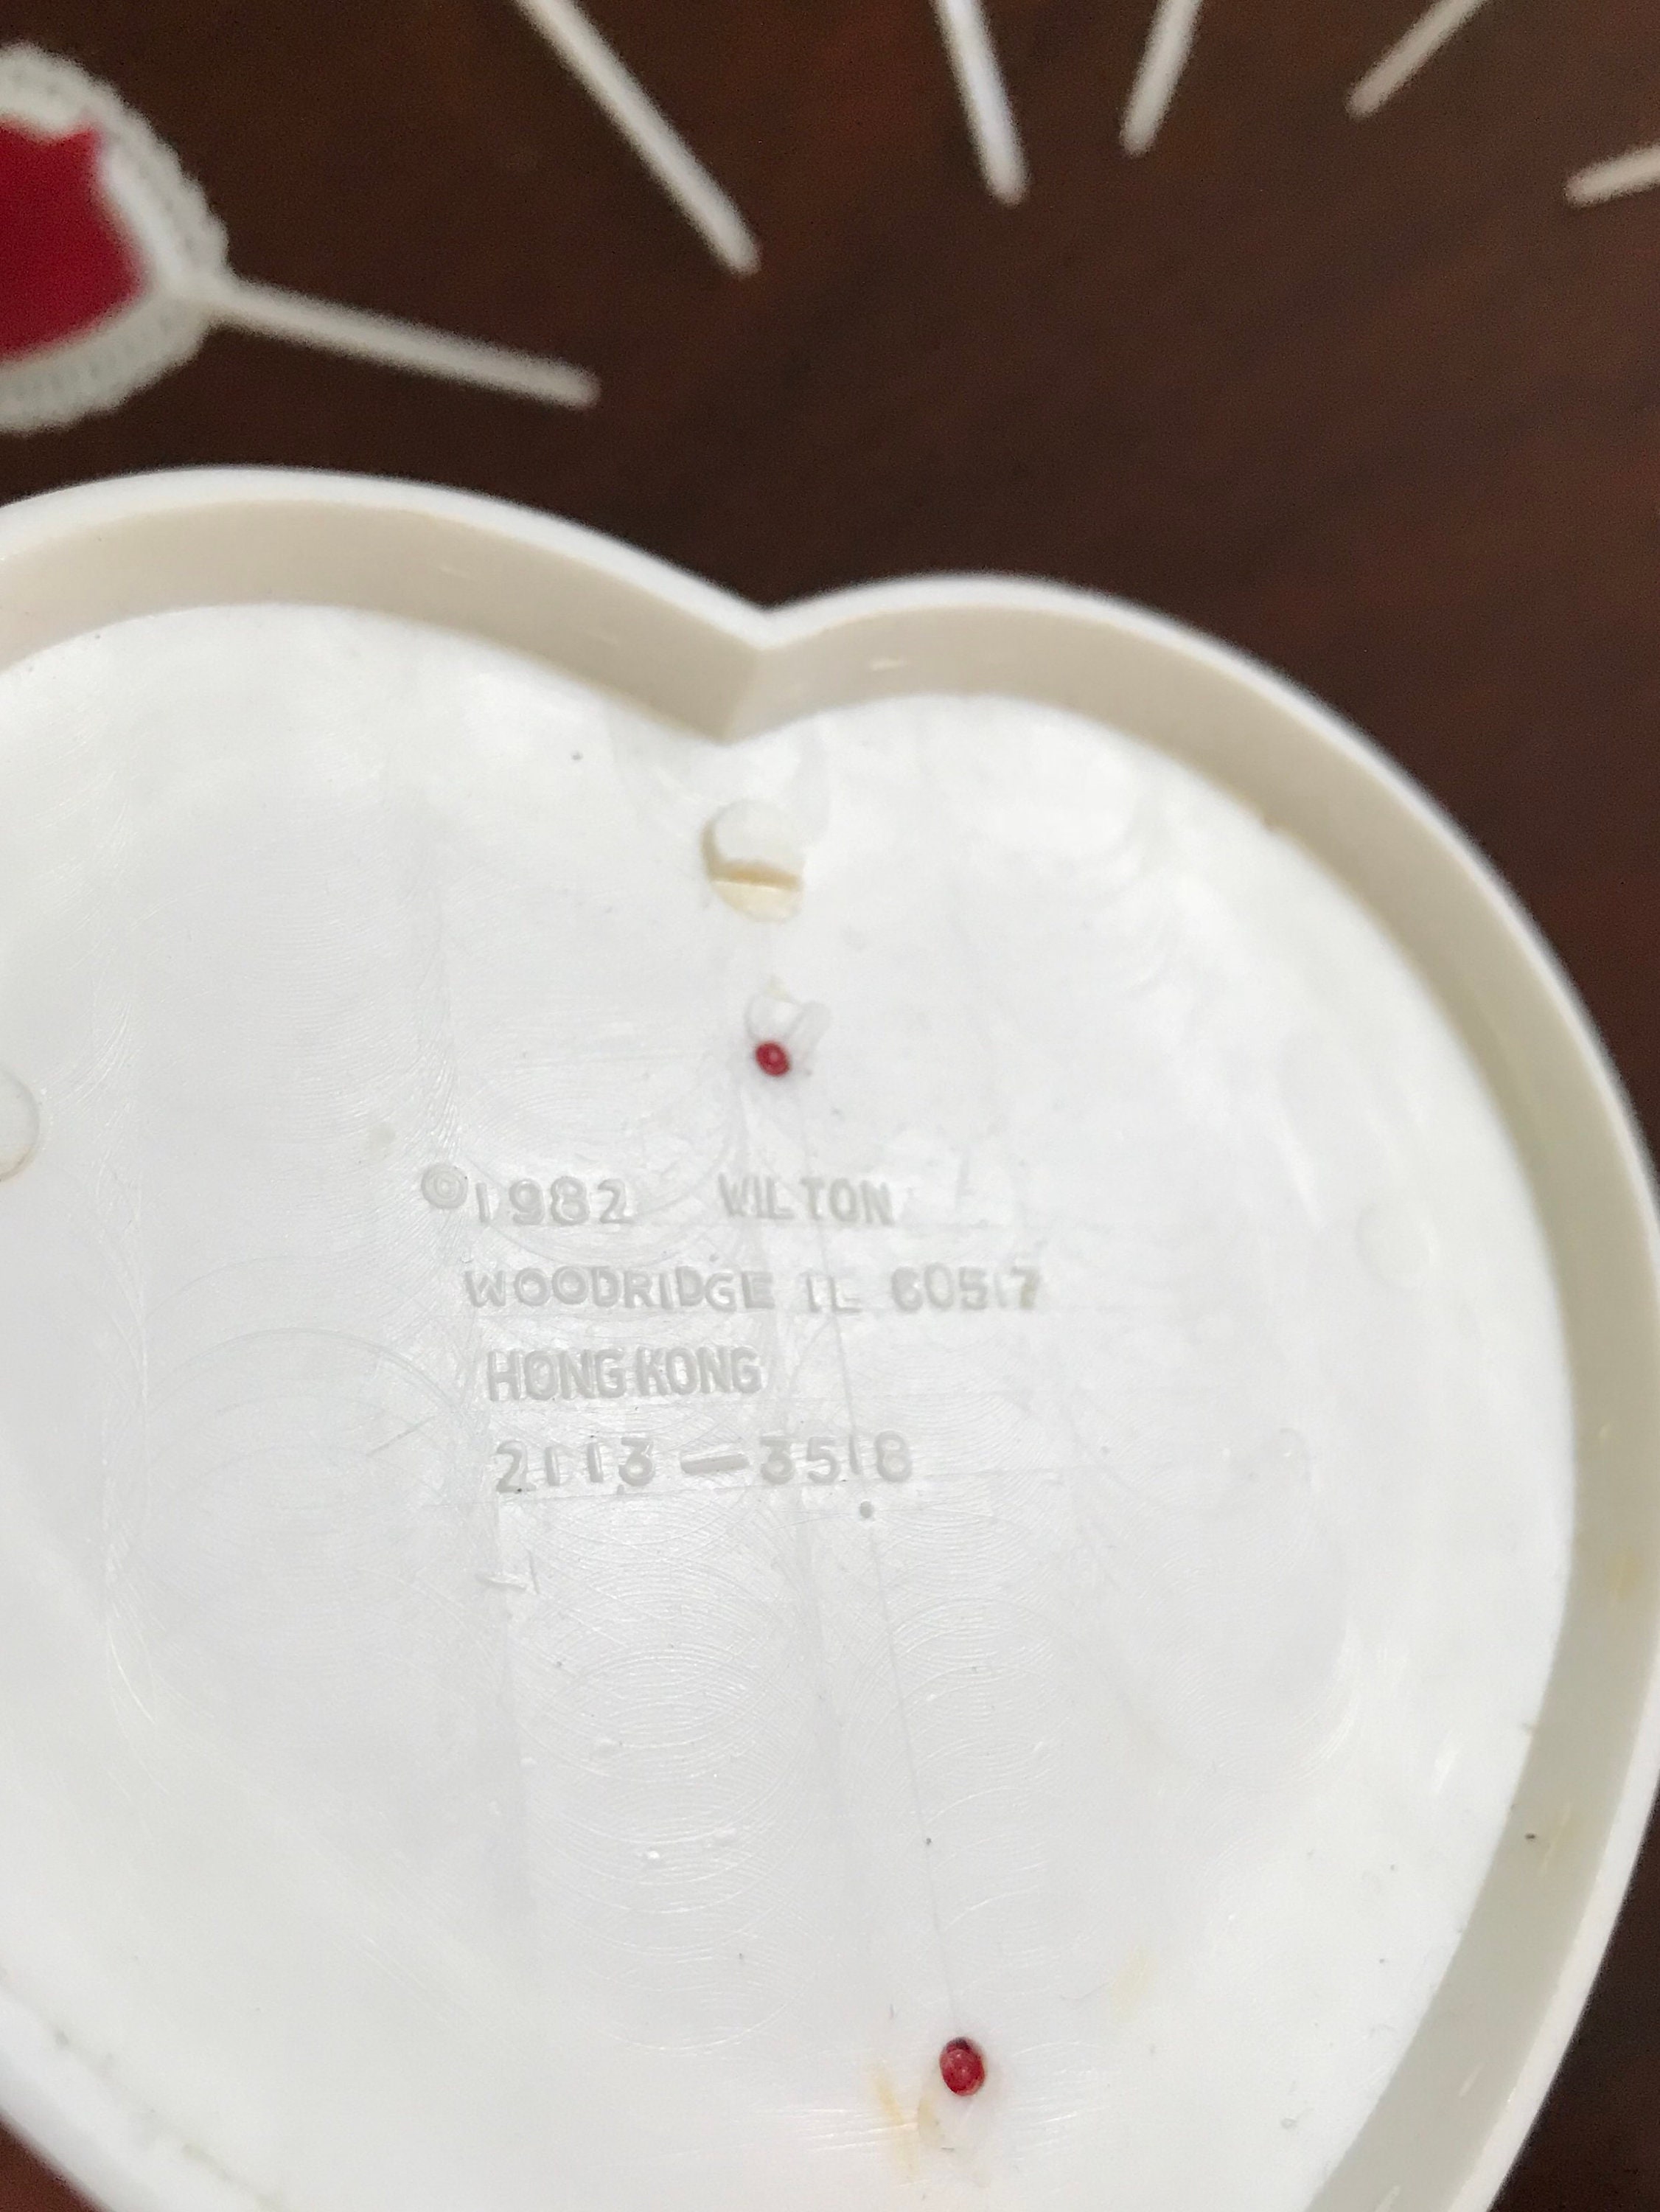 ©1982 WILTON
WOODRIDGE IL 60517
HONG KONG
2113-3518